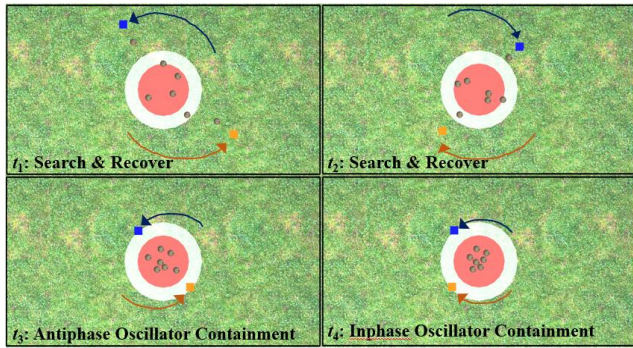 t₁: Search & Recover
t₂: Search & Recover
t₃: Antiphase Oscillator Containment
t₄: Inphase Oscillator Containment